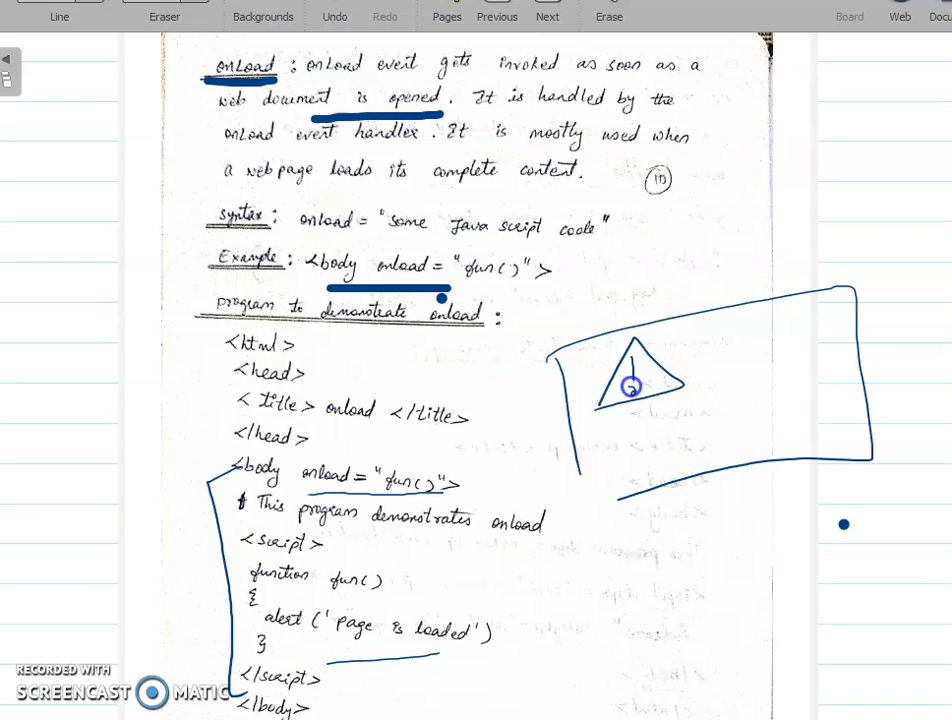 Line
Eraser
Backgrounds
Undo
Redo
Pages
Previous
Next
Erase
Board
Web
Docu
onLoad : onLoad event gets invoked as soon as a
web document is opened. It is handled by the
onload event handler. It is mostly used when
a web page loads its complete content.
10
syntax : onload = "some Java script code"
Example : <body onload = "fun()">
program to demonstrate onload :
<html>
<head>
<title> onload </title>
</head>
<body onload = "fun()">
This program demonstrates onload
<script>
function fun()
{
alert ('page is loaded')
}
</script>
</body>
RECORDED WITH
SCREENCAST MATIC